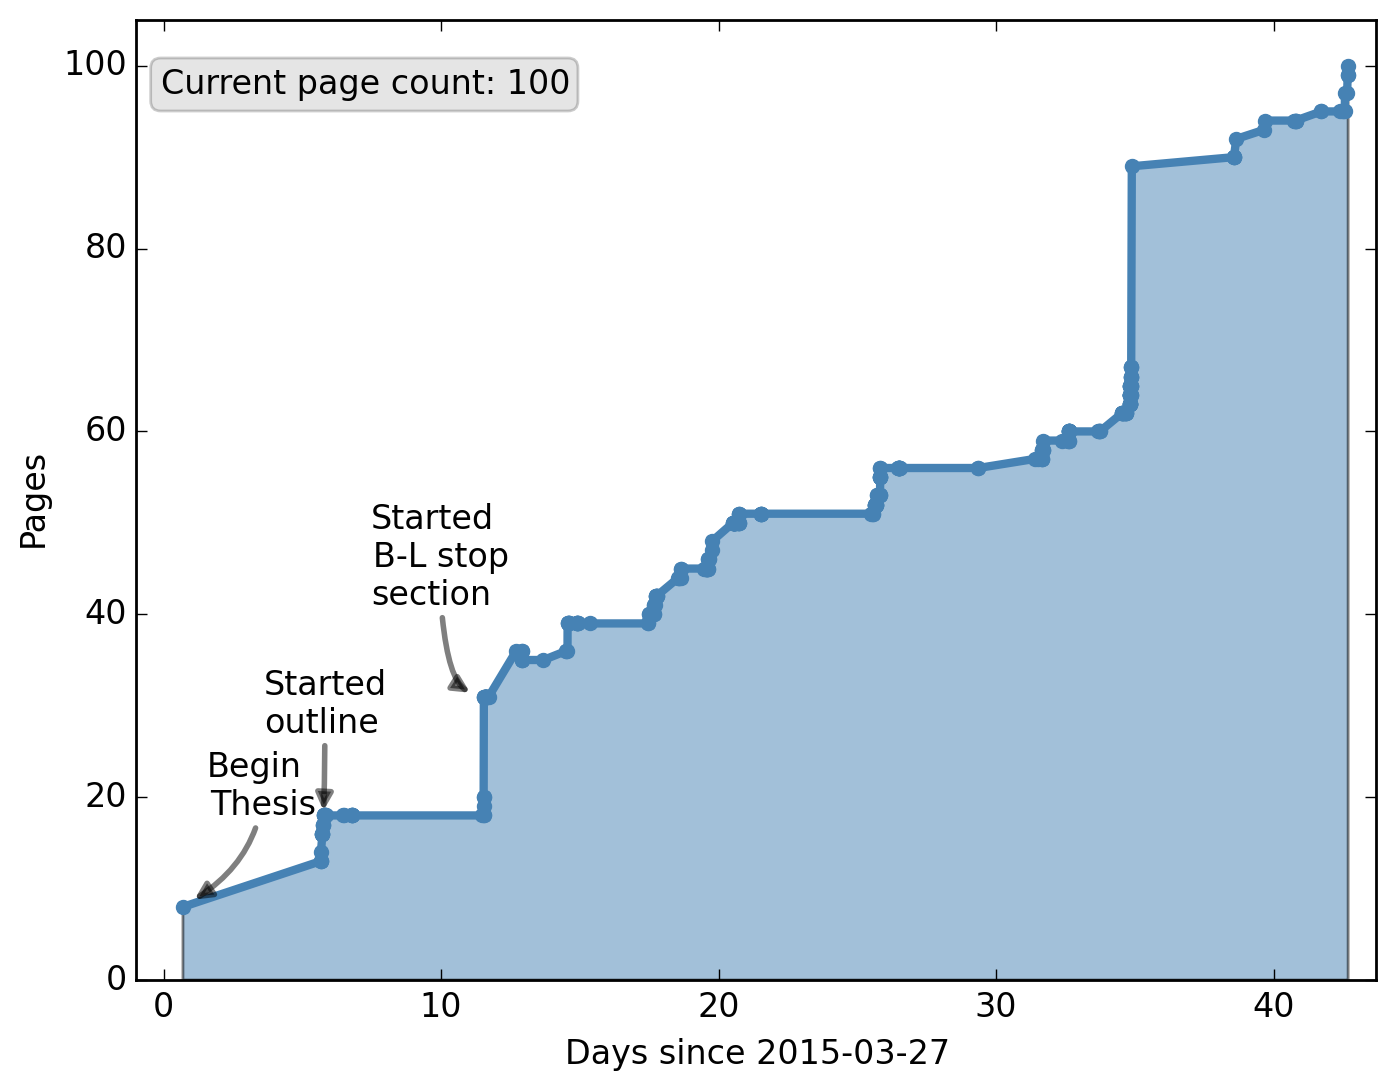 Current page count: 100
100
80
60
40
20
0
Pages
Started
B-L stop
section
Started
outline
Begin
Thesis
0
10
20
30
40
Days since 2015-03-27